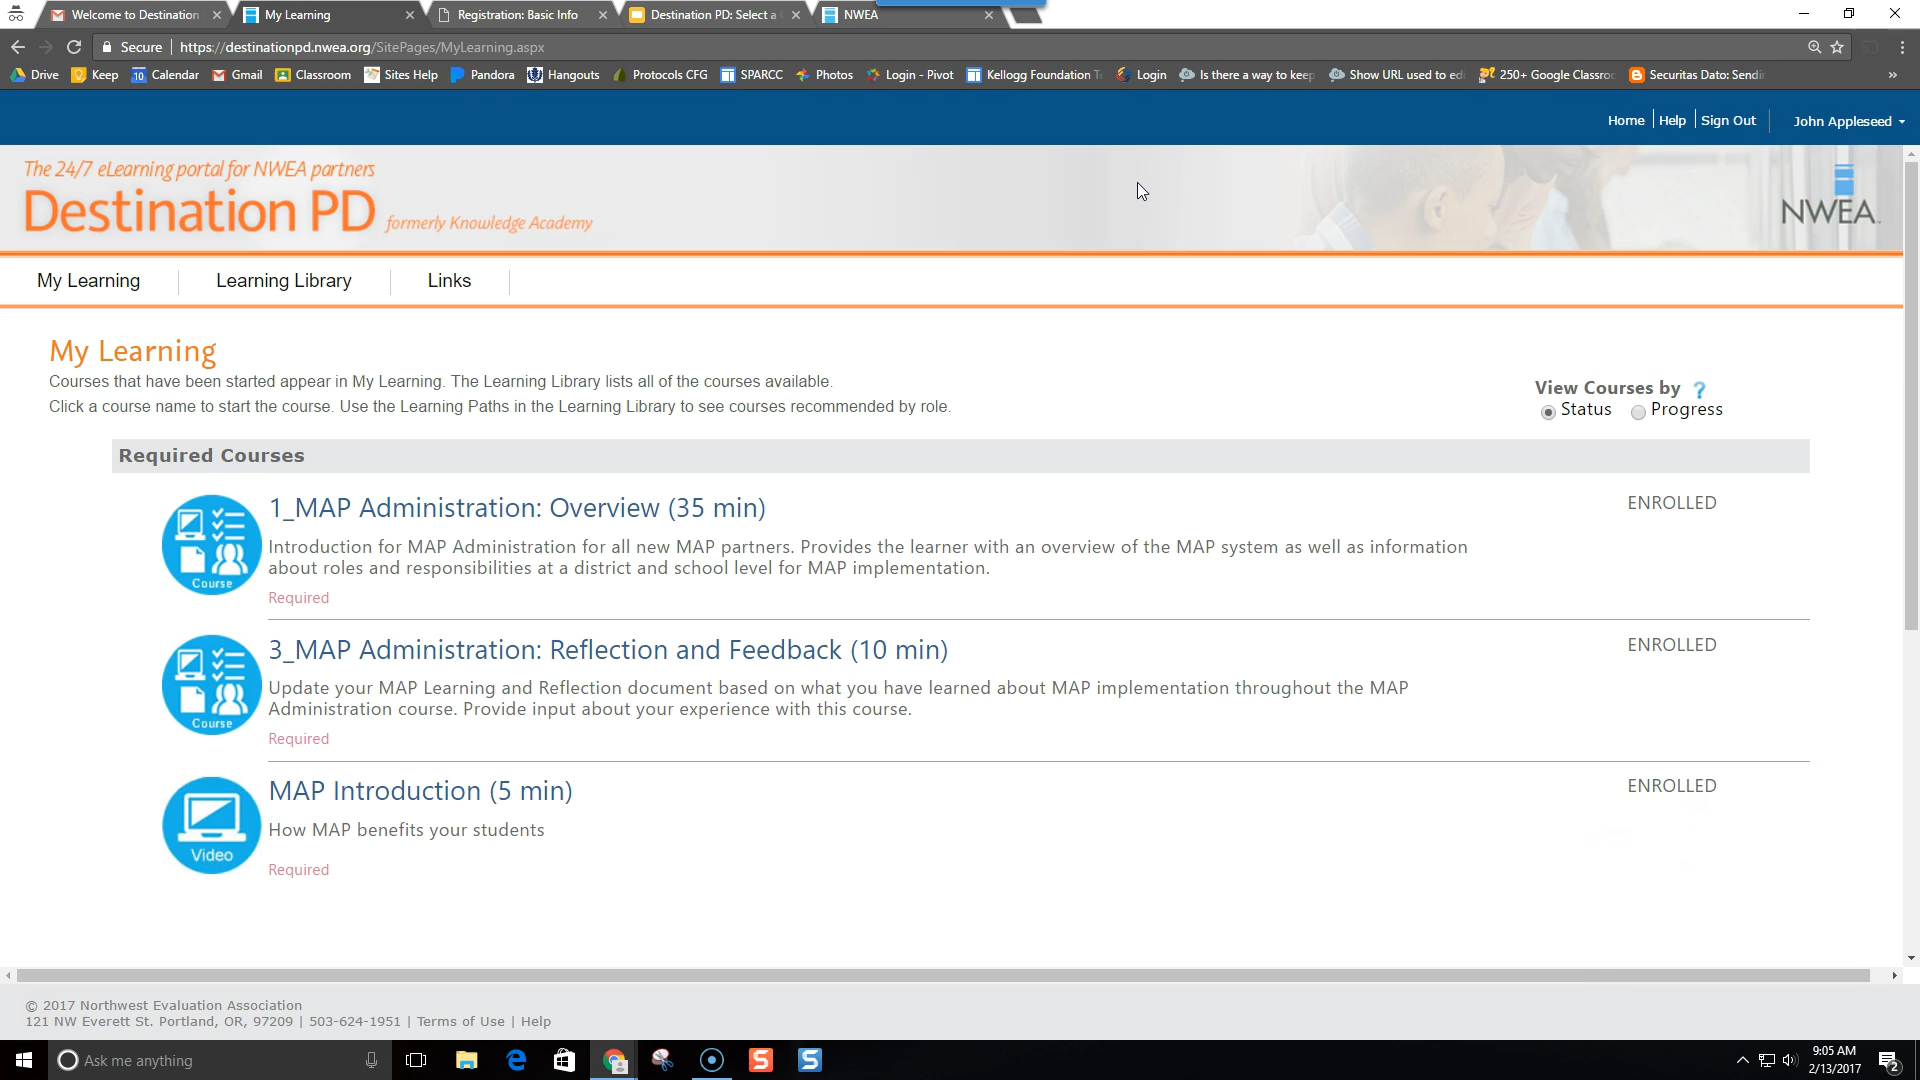 Welcome to Destination
My Learning
Registration: Basic Info
Destination PD: Select a
NWEA
Secure
https://destinationpd.nwea.org/SitePages/MyLearning.aspx
Drive
Keep
10
Calendar
Gmail
Classroom
Sites Help
Pandora
Hangouts
Protocols CFG
SPARCC
Photos
Login - Pivot
Kellogg Foundation
Login
Is there a way to keep
Show URL used to
250+ Google
Securitas Dato:
»
Home
Help
Sign Out
John Appleseed
The 24/7 eLearning portal for NWEA partners
Destination PD formerly Knowledge Academy
NWEA
My Learning
Learning Library
Links
My Learning
Courses that have been started appear in My Learning. The Learning Library lists all of the courses available.
Click a course name to start the course. Use the Learning Paths in the Learning Library to see courses recommended by role.
View Courses by ?
Status
Progress
Required Courses
Course
1_MAP Administration: Overview (35 min)
ENROLLED
Introduction for MAP Administration for all new MAP partners. Provides the learner with an overview of the MAP system as well as information
about roles and responsibilities at a district and school level for MAP implementation.
Required
Course
3_MAP Administration: Reflection and Feedback (10 min)
ENROLLED
Update your MAP Learning and Reflection document based on what you have learned about MAP implementation throughout the MAP
Administration course. Provide input about your experience with this course.
Required
Video
MAP Introduction (5 min)
ENROLLED
How MAP benefits your students
Required
© 2017 Northwest Evaluation Association
121 NW Everett St. Portland, OR, 97209 | 503-624-1951 | Terms of Use | Help
Ask me anything
S
S
9:05 AM
2/13/2017
2